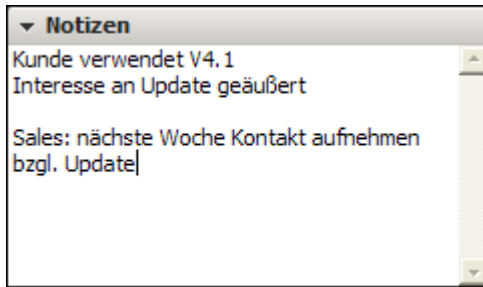 Notizen
Kunde verwendet V4.1
Interesse an Update geäußert

Sales: nächste Woche Kontakt aufnehmen
bzgl. Update